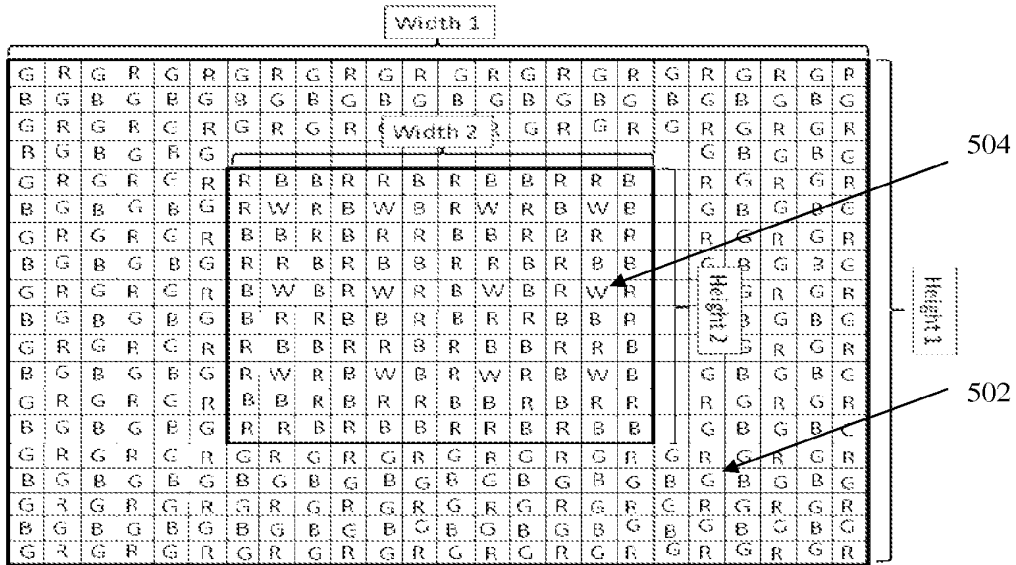 Width 1
G R G R G R G R G R G R G R G R G R G R G R G R
B G B G B G B G B G B G B G B G B G B G B G B G
G R G R G R G R G R Width 2 G R G R G R G R G R
B G B G B G G B G B G
504
G R G R G R R B B R R B R B B R R B R G R G R
B G B G B G R W R B W B R W R B W B G B G B G
G R G R G R B B R B R R B B R B R R R G R G R
B G B G B G R R B R B B R R B R B B G B G B G
G R G R G R B W B R W R B W B R W R G R G R
Height 2
Height 1
B G B G B G B R R B B R B R R B B R B G B G
G R G R G R R B B R R B R B B R R B G R G R
B G B G B G R W R B W B R W R B W B G B G B G
502
G R G R G R B B R B R R B B R B R R R G R G R
B G B G B G R R B R B B R R B R B B G B G B G
G R G R G R G R G R G R G R G R G R G R G R G R
B G B G B G B G B G B G B G B G B G B G B G B G
G R G R G R G R G R G R G R G R G R G R G R G R
B G B G B G B G B G B G B G B G B G B G B G B G
G R G R G R G R G R G R G R G R G R G R G R G R